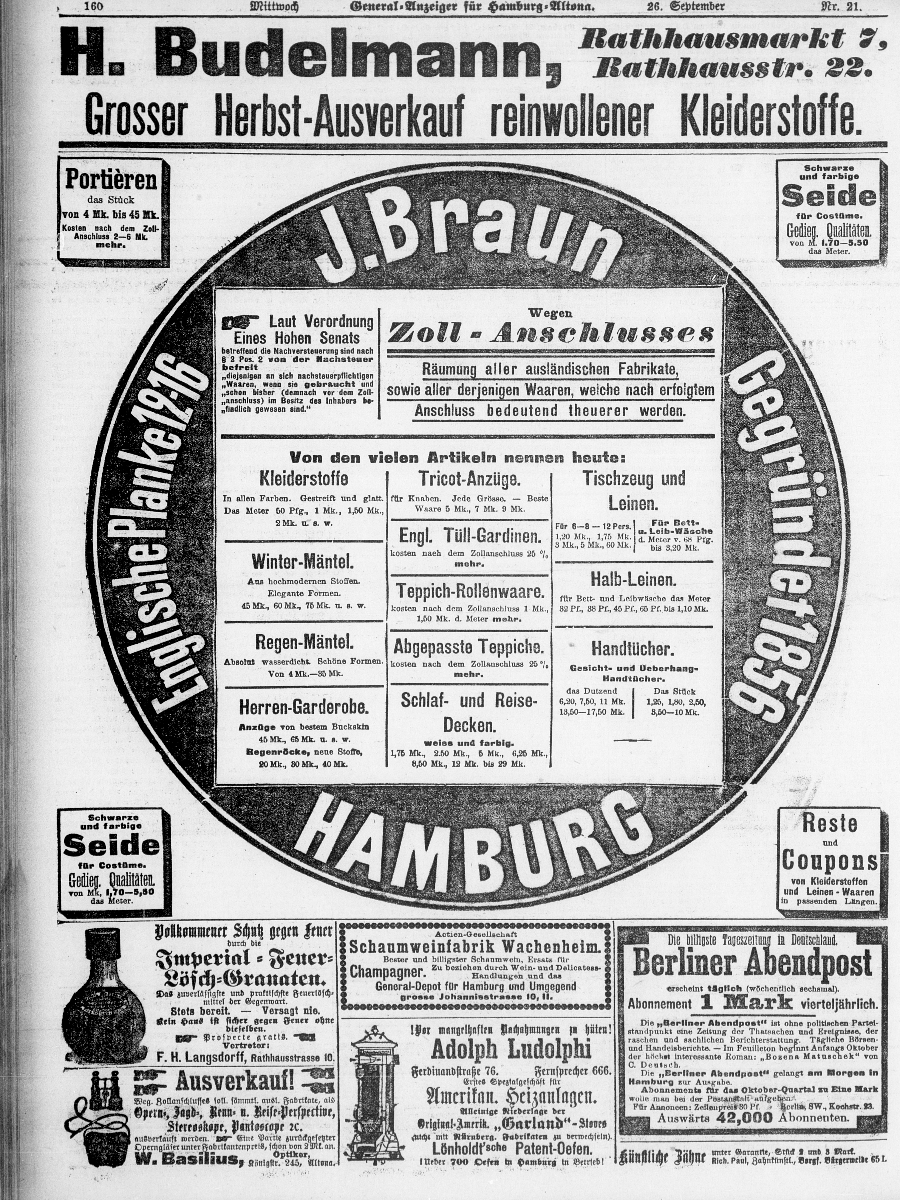 160 Mittwoch General-Anzeiger für Hamburg-Altona. 26. September Nr. 21.
H. Budelmann, Rathhausmarkt 7,
Rathhausstr. 22.
Grosser Herbst-Ausverkauf reinwollener Kleiderstoffe.
Portièren
das Stück
von 4 Mk. bis 45 Mk.
Kosten nach dem Zoll-
Anschluss 2–6 Mk.
mehr.
Schwarze
und farbige
Seide
für Costüme.
Gedieg. Qualitäten.
von M. 1.70–5.50
das Meter.
J. Braun
Englische Planke 12-16
Gegründet 1856
HAMBURG
Laut Verordnung
Eines Hohen Senats
betreffend die Nachversteuerung sind nach
§ 3 Pos. 2 von der Nachsteuer
befreit
„diejenigen an sich nachsteuerpflichtigen
„Waaren, wenn sie gebraucht und
„schon bisher (demnach vor dem Zoll-
„anschluss) im Besitz des Inhabers be-
„findlich gewesen sind."
Wegen
Zoll-Anschlusses
Räumung aller ausländischen Fabrikate,
sowie aller derjenigen Waaren, welche nach erfolgtem
Anschluss bedeutend theuerer werden.
Von den vielen Artikeln nennen heute:
Kleiderstoffe
In allen Farben. Gestreift und glatt.
Das Meter 50 Pfg., 1 Mk., 1,50 Mk.,
2 Mk. u. s. w.
Winter-Mäntel.
Aus hochmodernen Stoffen.
Elegante Formen.
45 Mk., 60 Mk., 75 Mk. u. s. w.
Regen-Mäntel.
Absolut wasserdicht. Schöne Formen.
Von 4 Mk.—35 Mk.
Herren-Garderobe.
Anzüge von bestem Buckskin
45 Mk., 65 Mk. u. s. w.
Regenröcke, neue Stoffe,
20 Mk., 30 Mk., 40 Mk.
Tricot-Anzüge.
für Knaben. Jede Grösse. — Beste
Waare 5 Mk., 7 Mk. 9 Mk.
Engl. Tüll-Gardinen.
kosten nach dem Zollanschluss 25 %
mehr.
Teppich-Rollenwaare.
kosten nach dem Zollanschluss 1 Mk.,
1,50 Mk. d. Meter mehr.
Abgepasste Teppiche.
kosten nach dem Zollanschluss 25 %
mehr.
Schlaf- und Reise-
Decken.
weiss und farbig.
1,75 Mk., 2.50 Mk., 5 Mk., 6,25 Mk.,
8,50 Mk., 12 Mk. bis 29 Mk.
Tischzeug und
Leinen.
Für 6—8 — 12 Pers.
1,20 Mk., 1,75 Mk.
3 Mk., 5 Mk., 60 Mk.
Für Bett-
u. Leib-Wäsche
d. Meter v. 68 Pfg.
bis 3,20 Mk.
Halb-Leinen.
für Bett- und Leibwäsche das Meter
32 Pf., 38 Pf., 45 Pf., 65 Pf. bis 1,10 Mk.
Handtücher.
Gesicht- und Ueberhang-
Handtücher.
das Dutzend
6,20, 7,50, 11 Mk.
13,50—17,50 Mk.
Das Stück
1,25, 1,80, 2,50,
3,50—10 Mk.
Schwarze
und farbige
Seide
für Costüme.
Gedieg. Qualitäten.
von Mk. 1,70–5,50
das Meter.
Reste
und
Coupons
von Kleiderstoffen
und Leinen-Waaren
in passenden Längen.
Vollkommener Schutz gegen Feuer
durch die
Imperial-Feuer-
Lösch-Granaten.
Das zuverlässigste und praktischste Feuerlösch-
mittel der Gegenwart.
Stets bereit. — Versagt nie.
Kein Haus ist sicher gegen Feuer ohne
dieselben.
Prospecte gratis.
Vertreter:
F. H. Langsdorff, Rathhausstrasse 10.
Ausverkauf!
Weg. Zollanschlusses soll. sämmtl. ausl. Fabrikate, als
Opern-, Jagd-, Renn- u. Reise-Perspective,
Stereoskope, Pantoscope ꝛc.
ausverkauft werden. Eine Partie zurückgesetzter
Operngläser unter Fabrikantenpreis, schon von 2 Mk. an.
W. Basilius, Optiker,
Königstr. 245, Altona.
Actien-Gesellschaft
Schaumweinfabrik Wachenheim.
Bester und billigster Schaumwein, Ersatz für
Champagner. Zu beziehen durch Wein- und Delicatess-
Handlungen und das
General-Depot für Hamburg und Umgegend
grosse Johannisstrasse 10, II.
!Vor mangelhaften Nachahmungen zu hüten!
Adolph Ludolphi
Ferdinandstraße 76. Fernsprecher 666.
Erstes Spezialgeschäft für
Amerikan. Heizanlagen.
Alleinige Niederlage der
Original-Amerik. „Garland"-Stoves
(nicht mit Nürnberg. Fabrikaten zu verwechseln).
Lönholdt'sche Patent-Oefen.
!Ueber 700 Oefen in Hamburg in Betrieb!
Die billigste Tageszeitung in Deutschland.
Berliner Abendpost
erscheint täglich (wöchentlich sechsmal).
Abonnement 1 Mark vierteljährlich.
Die „Berliner Abendpost" ist ohne politischen Partei-
standpunkt eine Zeitung der Thatsachen und Ereignisse, der
raschen und sachlichen Berichterstattung. Tägliche Börsen-
und Handelsberichte. — Im Feuilleton beginnt Anfangs Oktober
der höchst interessante Roman: „Bozena Matuschek" von
C. Deutsch.
Die „Berliner Abendpost" gelangt am Morgen in
Hamburg zur Ausgabe.
Abonnements für das Oktober-Quartal zu Eine Mark
wolle man bei der Postanstalt aufgeben.
Für Annoncen: Zeilenpreis 30 Pf. Berlin, SW., Kochstr. 23.
Auswärts 42,000 Abonnenten.
Künstliche Zähne unter Garantie, Stück 2 und 3 Mark.
Rich. Paul, Zahnkünstl., Borgf. Bürgerweide 65 I.